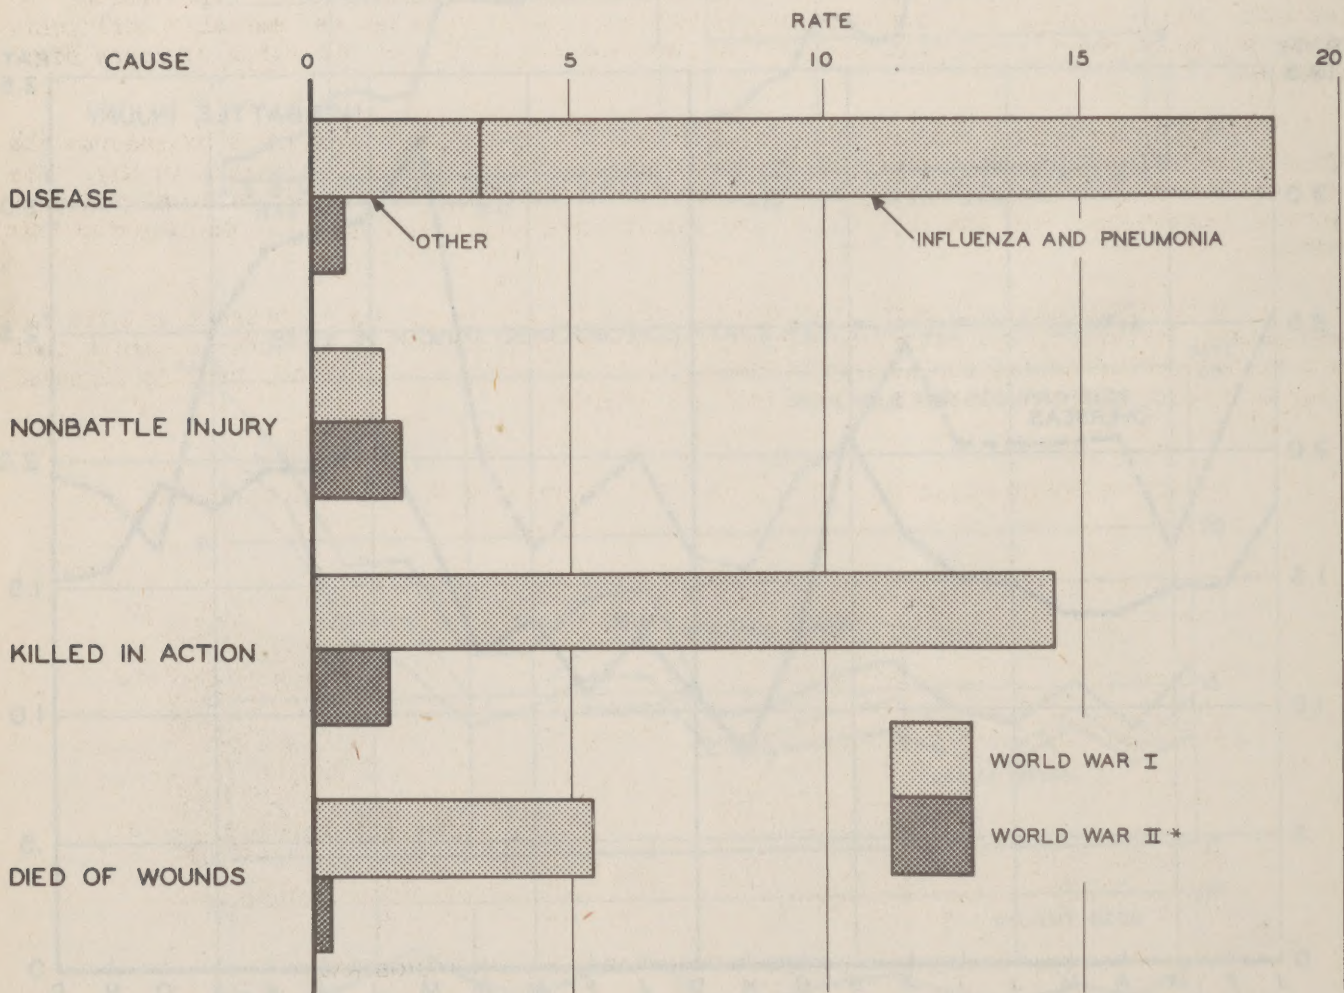 RATE
CAUSE 0 5 10 15 20
DISEASE
OTHER
INFLUENZA AND PNEUMONIA
NONBATTLE INJURY
KILLED IN ACTION
WORLD WAR I
WORLD WAR II *
DIED OF WOUNDS